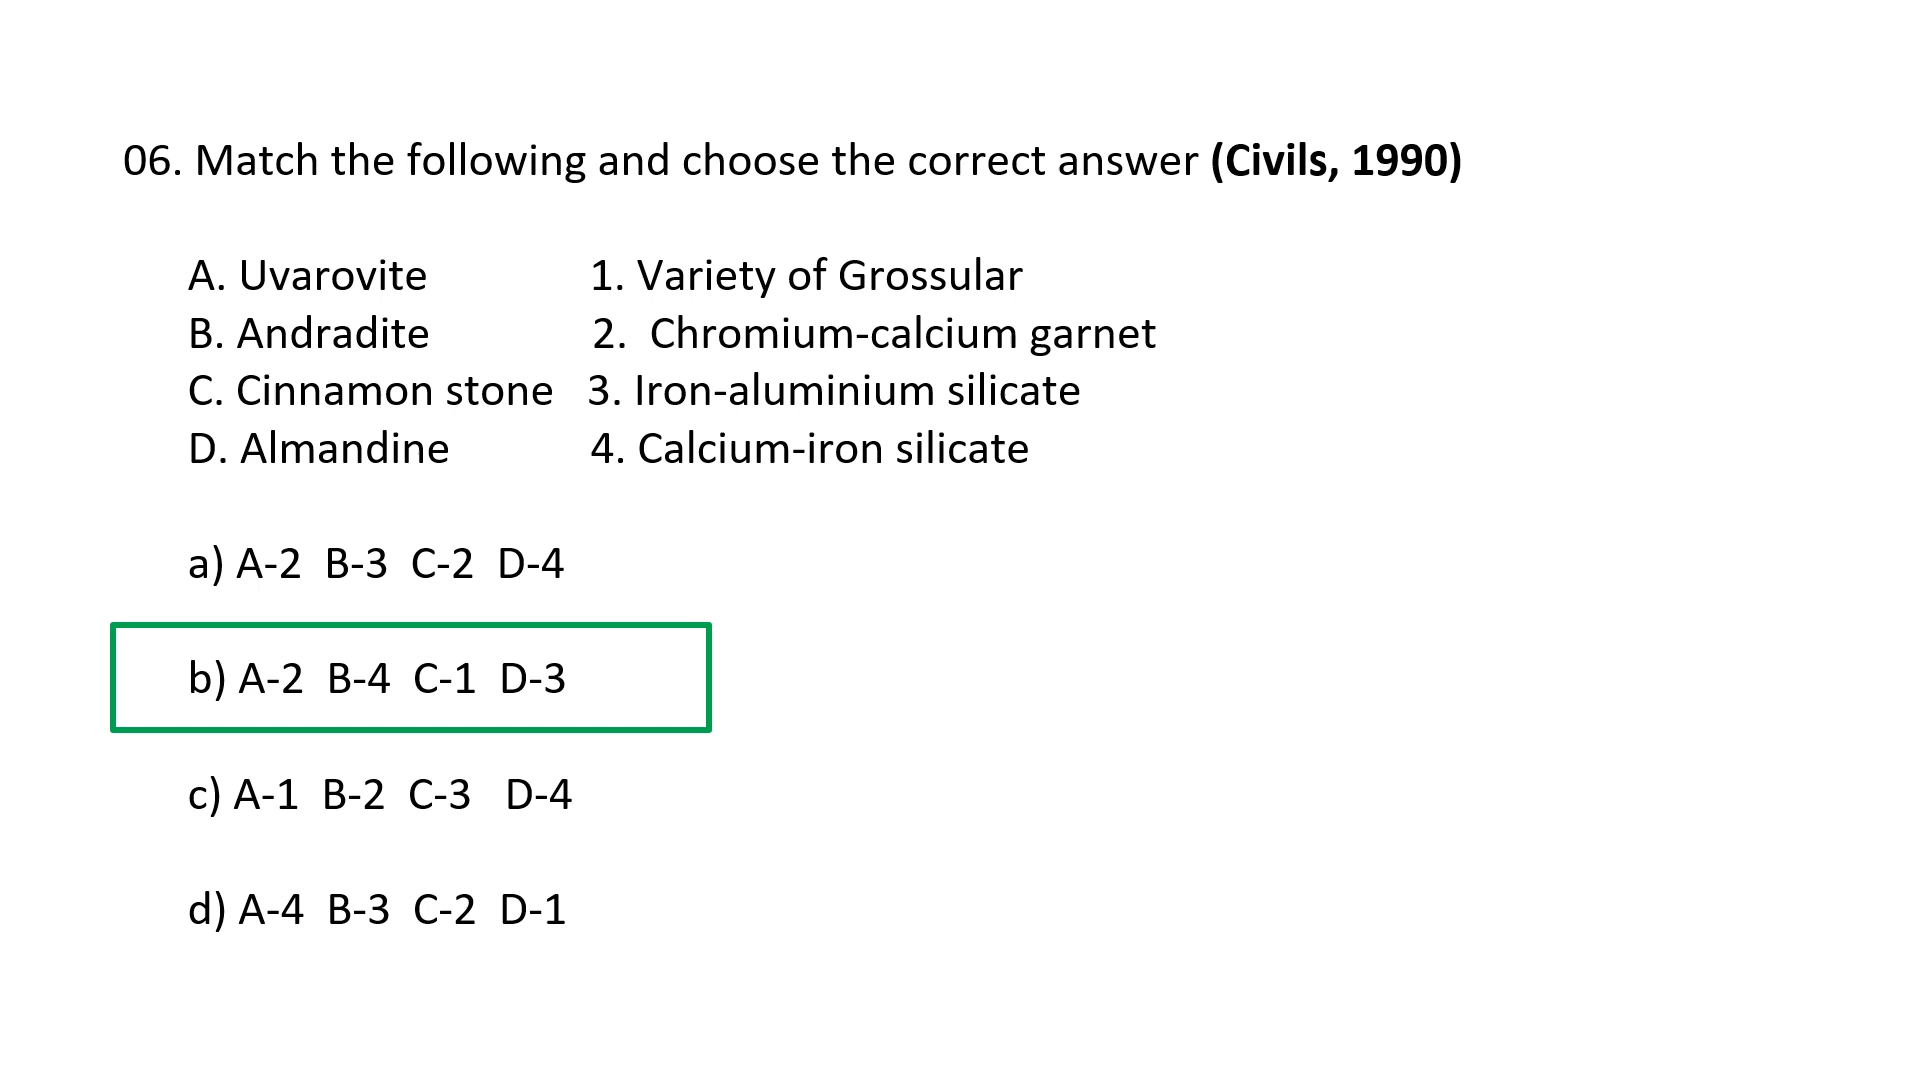 06. Match the following and choose the correct answer (Civils, 1990)
A. Uvarovite 1. Variety of Grossular
B. Andradite 2. Chromium-calcium garnet
C. Cinnamon stone 3. Iron-aluminium silicate
D. Almandine 4. Calcium-iron silicate
a) A-2 B-3 C-2 D-4
b) A-2 B-4 C-1 D-3
c) A-1 B-2 C-3 D-4
d) A-4 B-3 C-2 D-1